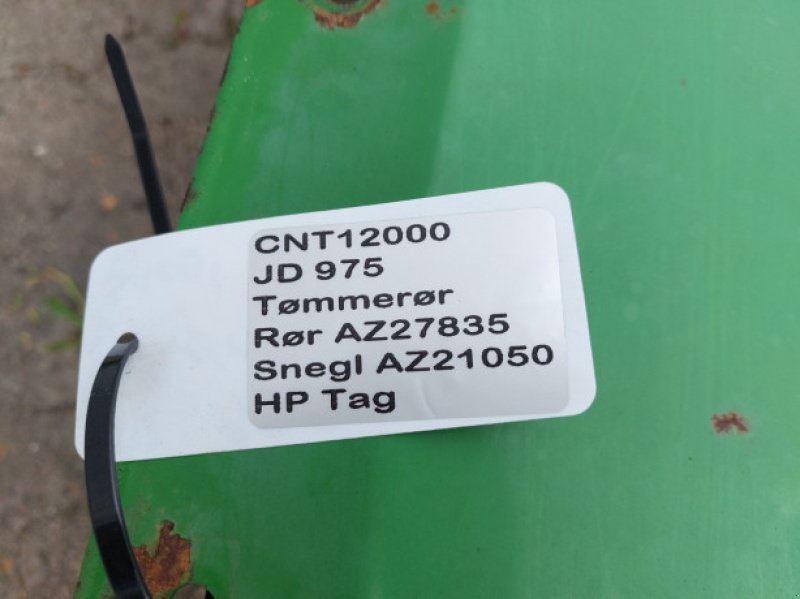 CNT12000
JD 975
Tømmerør
Rør AZ27835
Snegl AZ21050
HP Tag